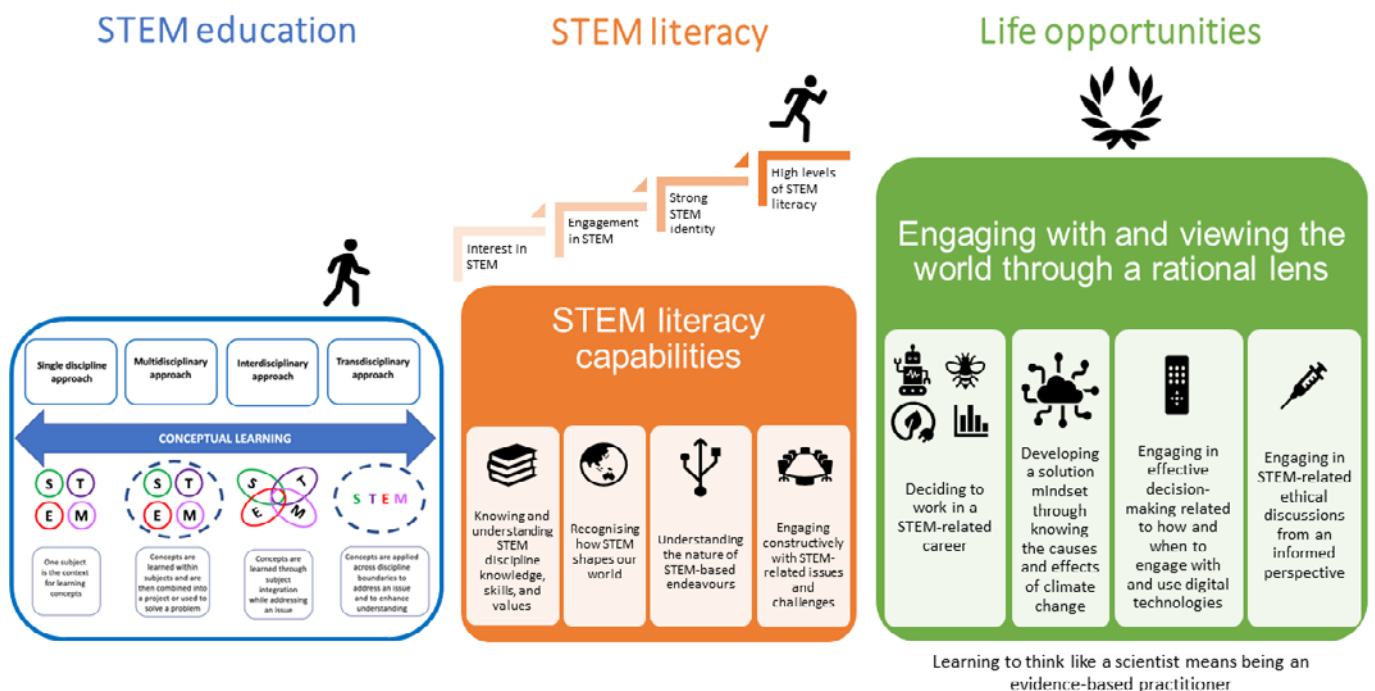 STEM education
STEM literacy
Life opportunities
Single discipline
approach
Multidisciplinary
approach
Interdisciplinary
approach
Transdisciplinary
approach
CONCEPTUAL LEARNING
S T
E M
S T
E M
S T
E M
S T E M
One subject
is the context
for learning
concepts
Concepts are
learned within
subjects and are
then combined into
a project or used to
solve a problem
Concepts are
learned through
subject
integration
while addressing
an issue
Concepts are applied
across discipline
boundaries to
address an issue
and to enhance
understanding
Interest in
STEM
Engagement
in STEM
Strong
STEM
identity
High levels
of STEM
literacy
STEM literacy
capabilities
Knowing and
understanding
STEM
discipline
knowledge,
skills, and
values
Recognising
how STEM
shapes our
world
Understanding
the nature of
STEM-based
endeavours
Engaging
constructively
with STEM-
related issues
and
challenges
Engaging with and viewing the
world through a rational lens
Deciding to
work in a
STEM-related
career
Developing
a solution
mindset
through
knowing
the causes
and effects
of climate
change
Engaging in
effective
decision-
making related
to how and
when to
engage with
and use digital
technologies
Engaging in
STEM-related
ethical
discussions
from an
informed
perspective
Learning to think like a scientist means being an
evidence-based practitioner